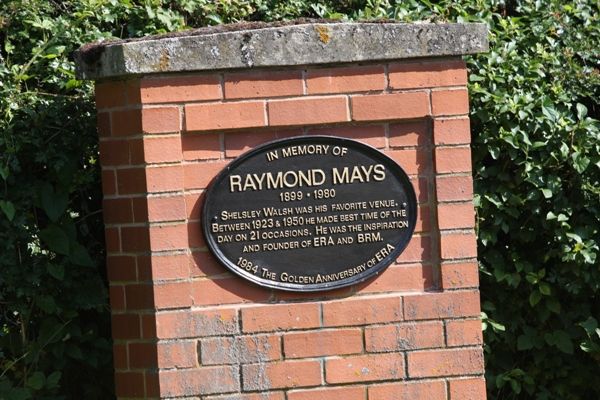 IN MEMORY OF
RAYMOND MAYS
1899 • 1980
• SHELSLEY WALSH WAS HIS FAVORITE VENUE. •
BETWEEN 1923 & 1950 HE MADE BEST TIME OF THE
DAY ON 21 OCCASIONS. HE WAS THE INSPIRATION
AND FOUNDER OF ERA AND BRM.
1984 THE GOLDEN ANNIVERSARY OF ERA